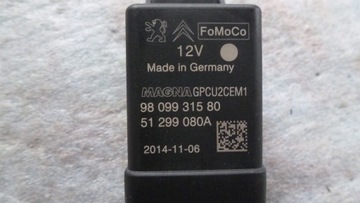 FoMoCo
12V
Made in Germany
MAGNA GPCU2CEM1
98 099 315 80
51 299 080A
2014-11-06